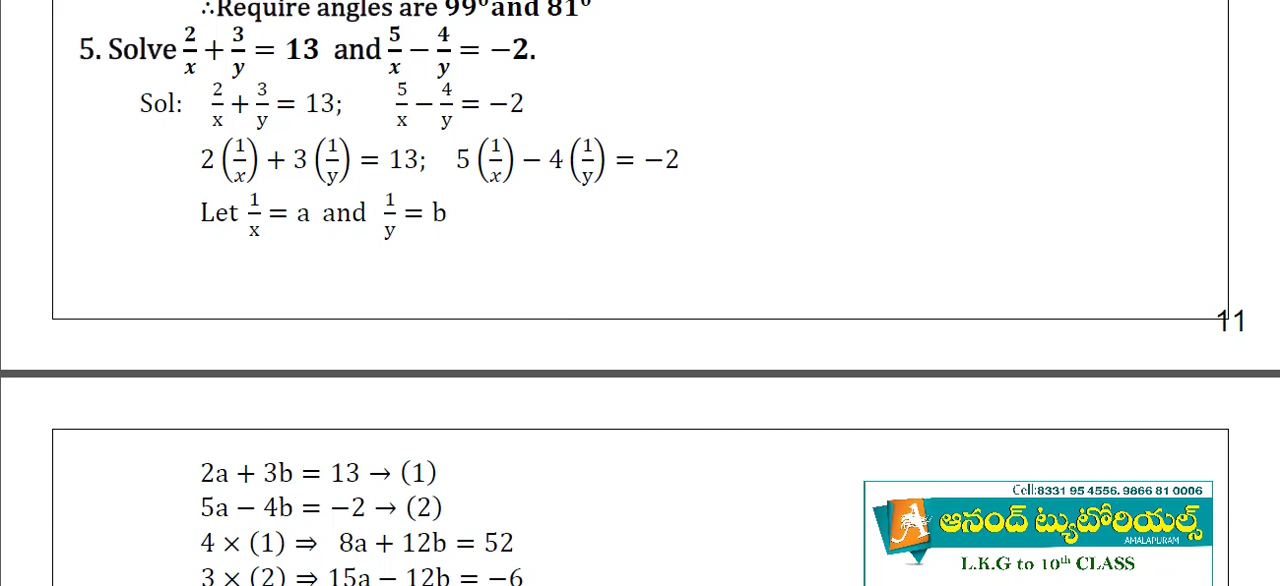 ∴Require angles are 99⁰and 81⁰
5. Solve 2/x + 3/y = 13 and 5/x − 4/y = −2.
Sol: 2/x + 3/y = 13; 5/x − 4/y = −2
2(1/x) + 3(1/y) = 13; 5(1/x) − 4(1/y) = −2
Let 1/x = a and 1/y = b
11
2a + 3b = 13 → (1)
5a − 4b = −2 → (2)
4 × (1) ⇒ 8a + 12b = 52
3 × (2) ⇒ 15a − 12b = −6
Cell:8331 95 4556. 9866 81 0006
ఆనంద్ ట్యుటోరియల్స్
AMALAPURAM
L.K.G to 10ᵗʰ CLASS